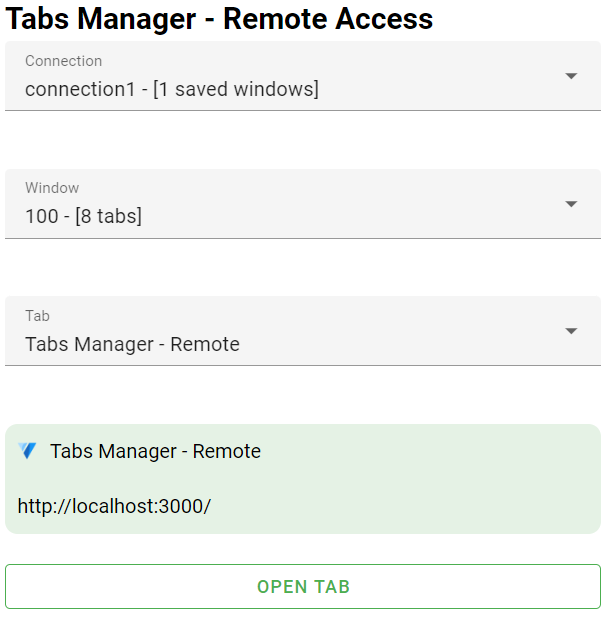 Tabs Manager - Remote Access
Connection
connection1 - [1 saved windows]
Window
100 - [8 tabs]
Tab
Tabs Manager - Remote
Tabs Manager - Remote
http://localhost:3000/
OPEN TAB